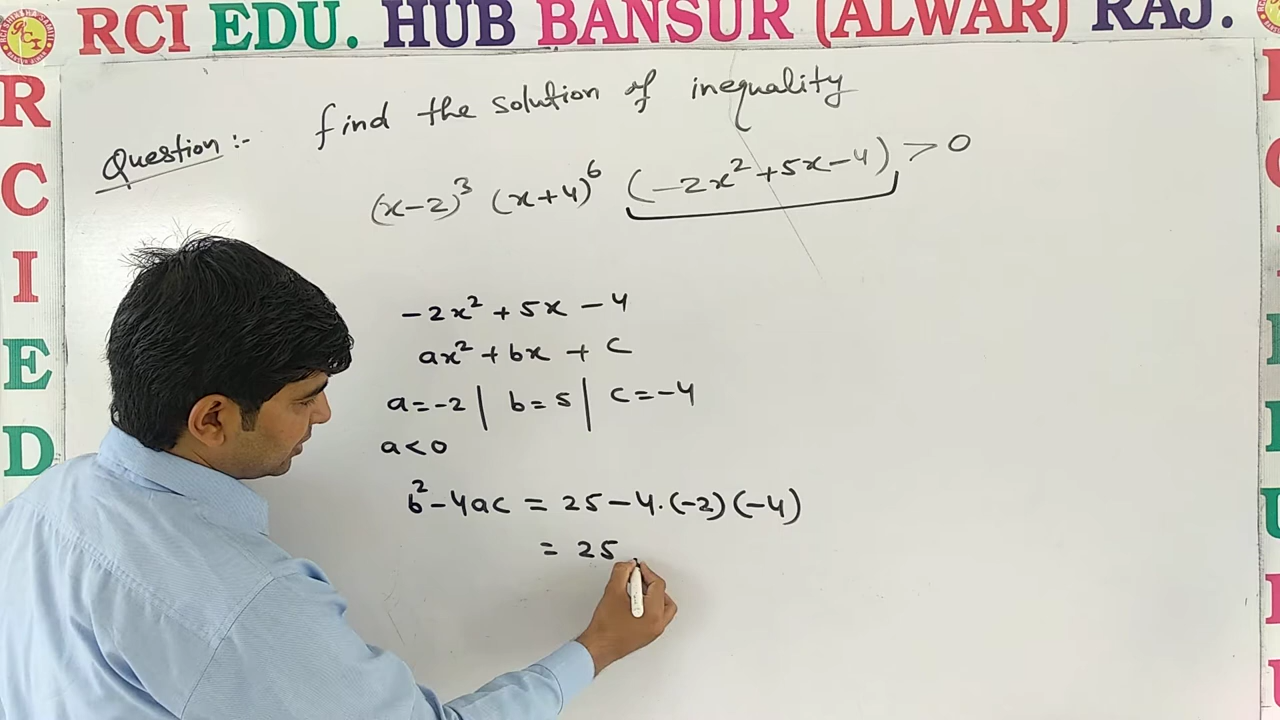 RCI EDU. HUB BANSUR (ALWAR) RAJ.
R
C
I
E
D
Question :- find the solution of inequality
(x-2)³ (x+4)⁶ (-2x²+5x-4) > 0
-2x² + 5x - 4
ax² + bx + c
a=-2 | b=5 | c=-4
a<0
b²-4ac = 25-4.(-2)(-4)
= 25